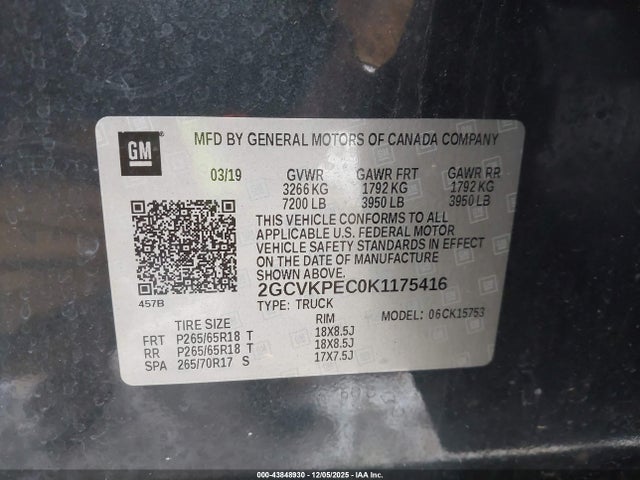 GM
MFD BY GENERAL MOTORS OF CANADA COMPANY
03/19 GVWR GAWR FRT GAWR RR
3266 KG 1792 KG 1792 KG
7200 LB 3950 LB 3950 LB
THIS VEHICLE CONFORMS TO ALL
APPLICABLE U.S. FEDERAL MOTOR
VEHICLE SAFETY STANDARDS IN EFFECT
ON THE DATE OF MANUFACTURE
SHOWN ABOVE.
457B
2GCVKPEC0K1175416
TYPE: TRUCK MODEL: 06CK15753
TIRE SIZE RIM
FRT P265/65R18 T 18X8.5J
RR P265/65R18 T 18X8.5J
SPA 265/70R17 S 17X7.5J
000-43848930 - 12/05/2025 - IAA Inc.